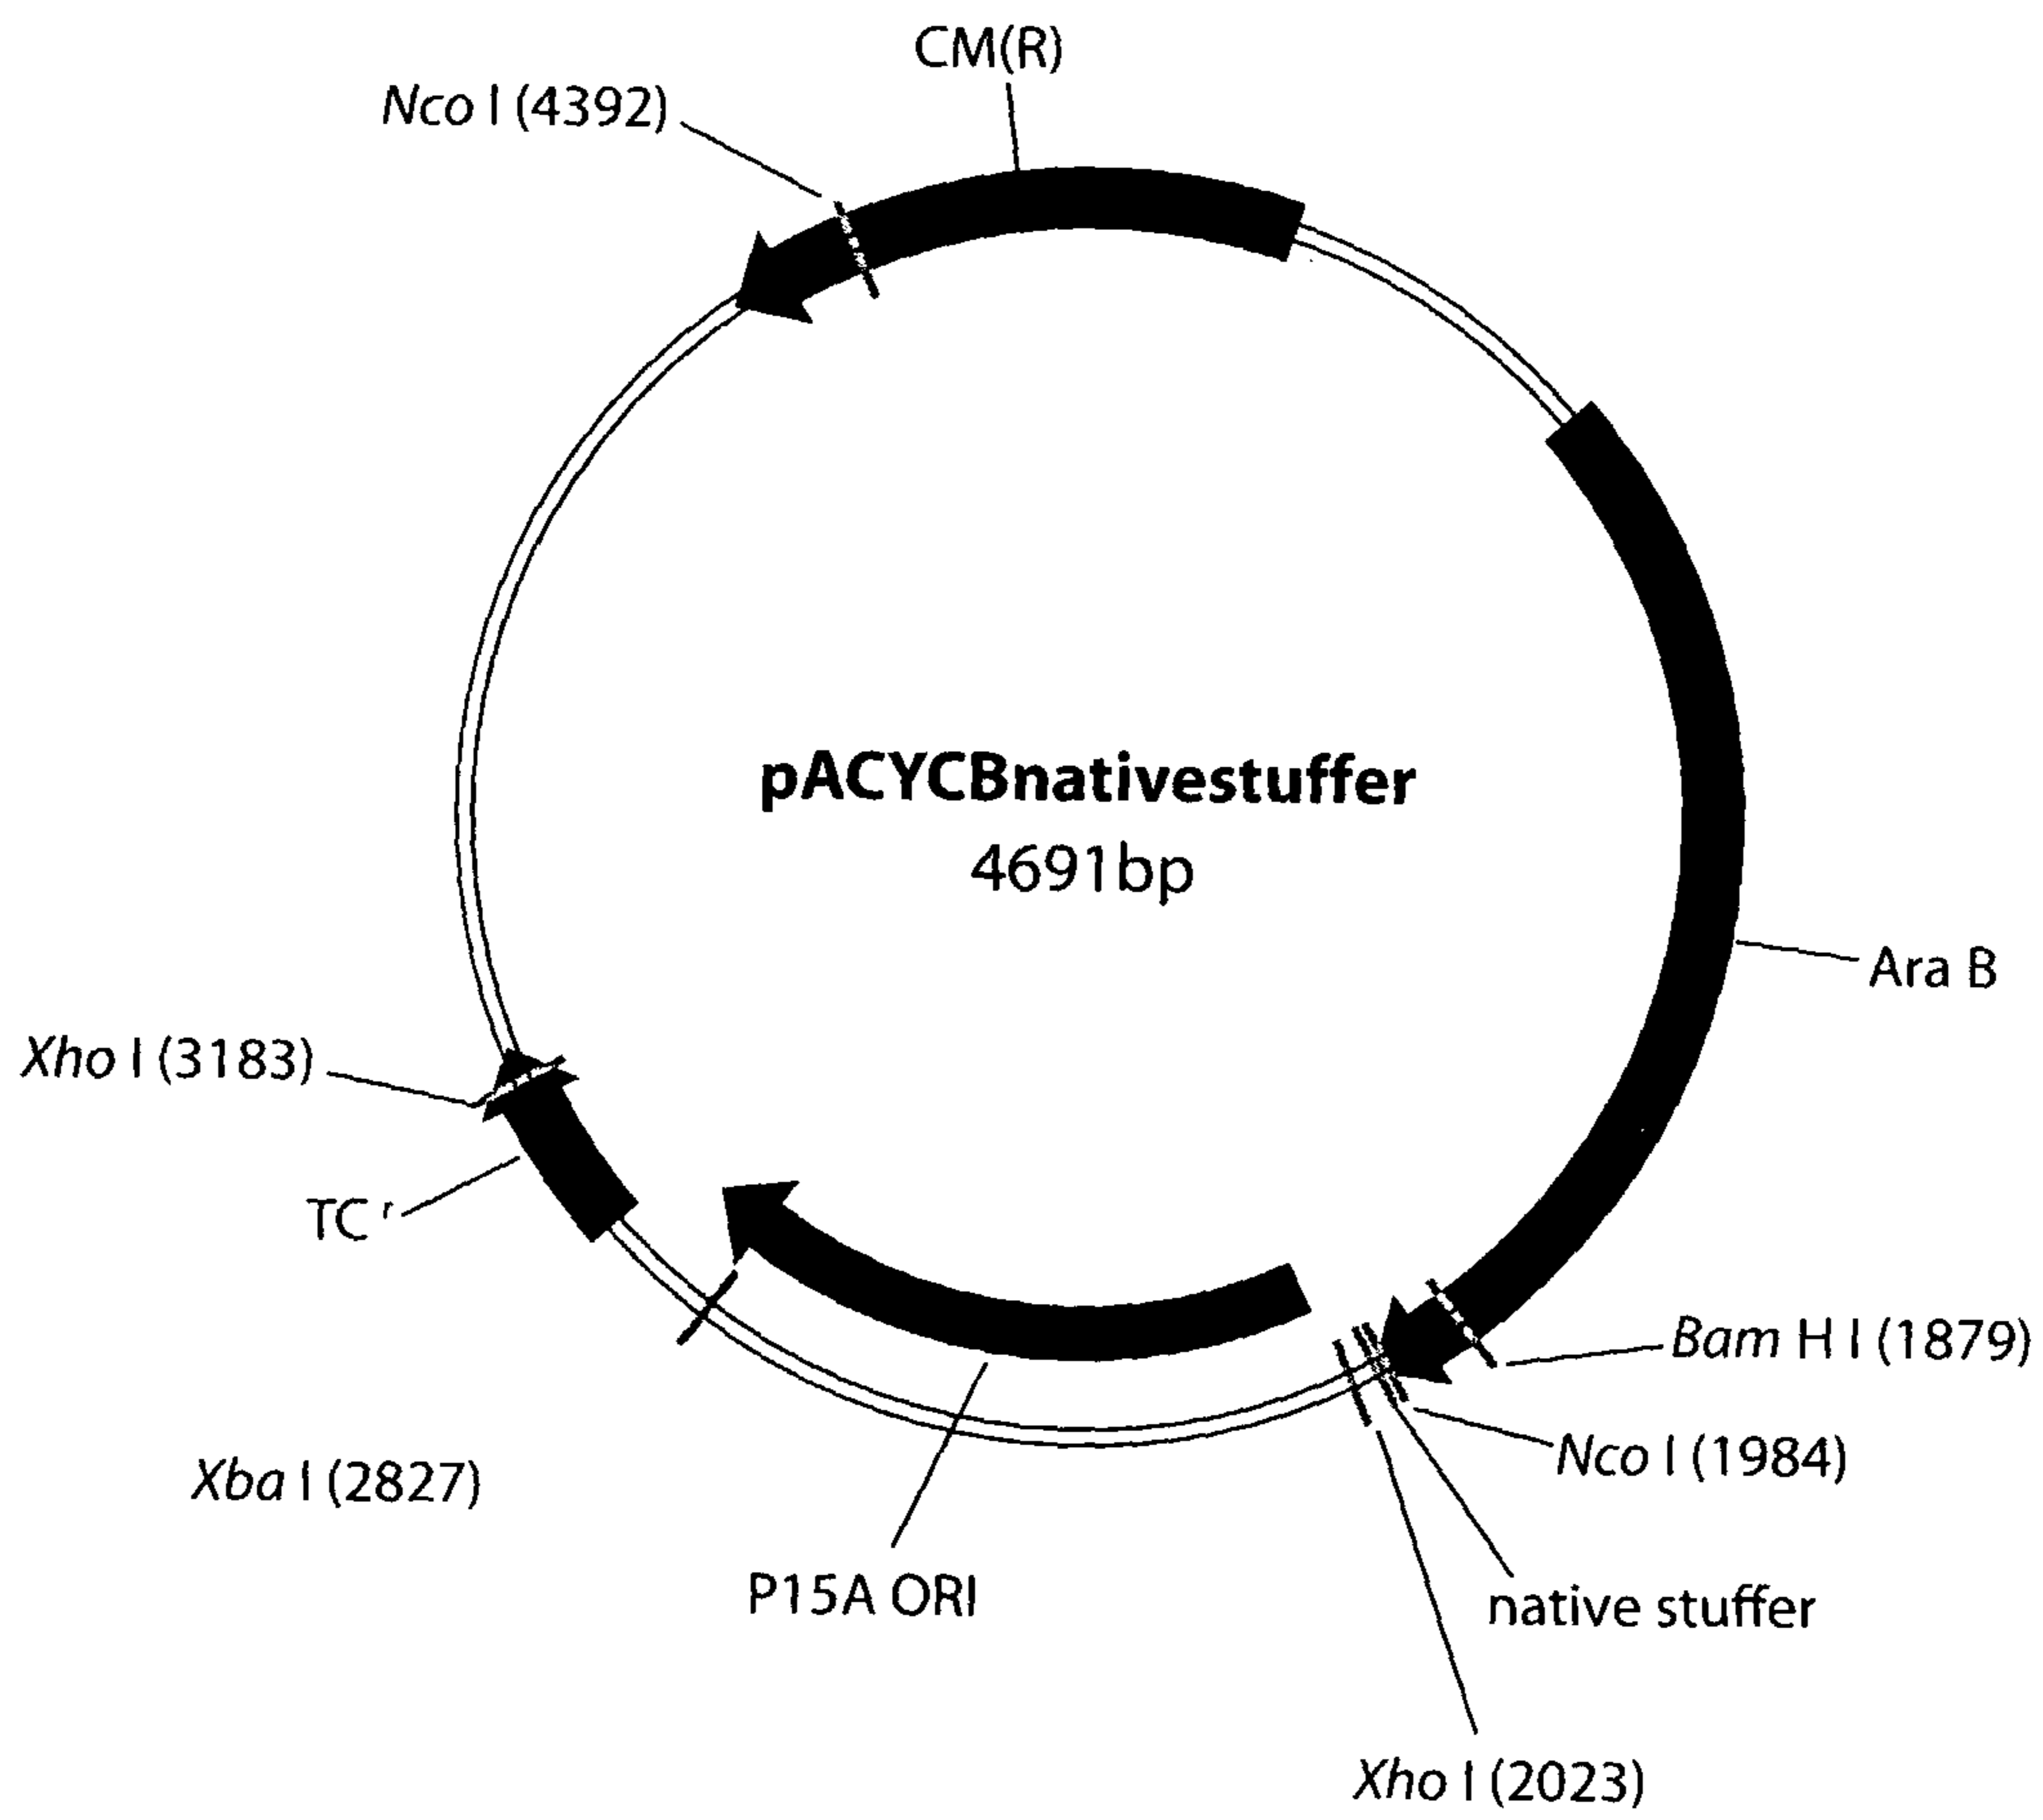 CM(R)
Nco I (4392)
pACYCBnativestuffer
4691bp
Ara B
Xho I (3183)
TC r
Bam H I (1879)
Nco I (1984)
Xba I (2827)
P15A ORI
native stuffer
Xho I (2023)